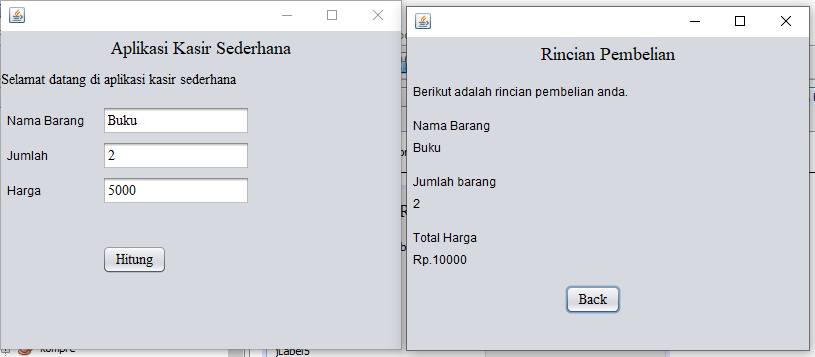 Aplikasi Kasir Sederhana
Selamat datang di aplikasi kasir sederhana
Nama Barang
Buku
Jumlah
2
Harga
5000
Hitung
Rincian Pembelian
Berikut adalah rincian pembelian anda.
Nama Barang
Buku
Jumlah barang
2
Total Harga
Rp.10000
Back
jLabel5